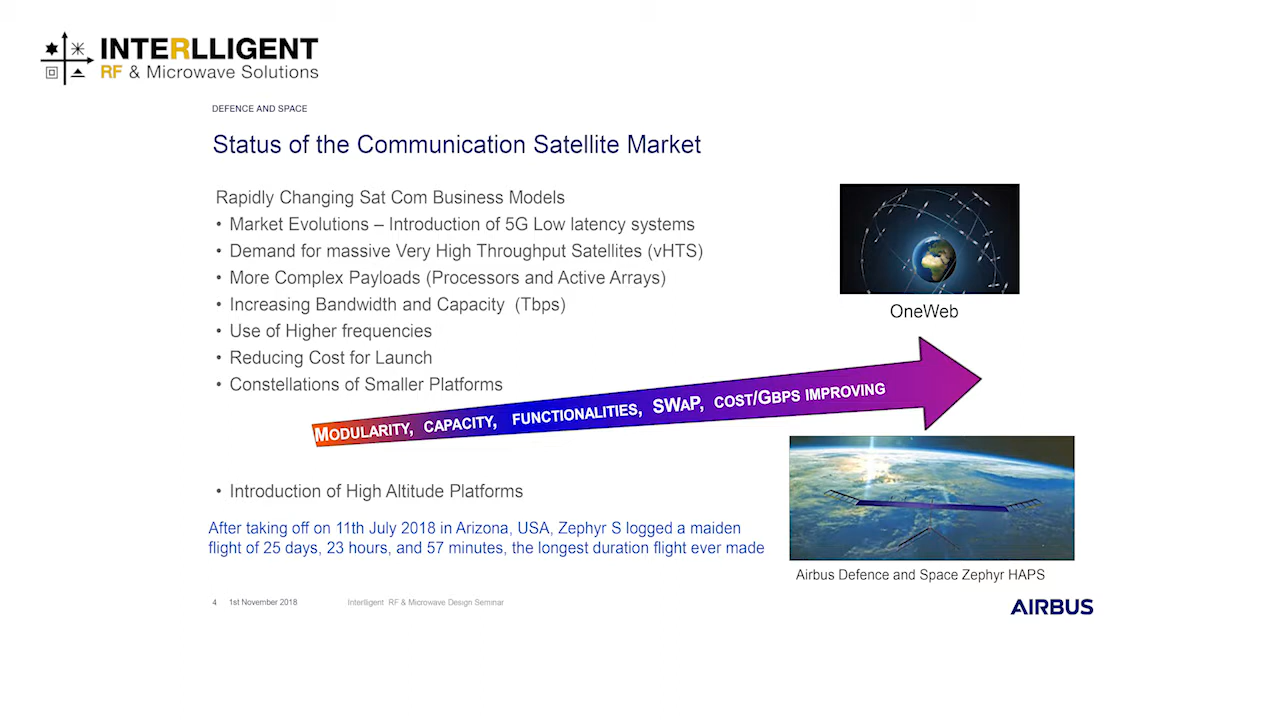 INTERLLIGENT
RF & Microwave Solutions
DEFENCE AND SPACE
Status of the Communication Satellite Market
Rapidly Changing Sat Com Business Models
• Market Evolutions – Introduction of 5G Low latency systems
• Demand for massive Very High Throughput Satellites (vHTS)
• More Complex Payloads (Processors and Active Arrays)
• Increasing Bandwidth and Capacity (Tbps)
• Use of Higher frequencies
• Reducing Cost for Launch
• Constellations of Smaller Platforms
OneWeb
MODULARITY, CAPACITY, FUNCTIONALITIES, SWAP, COST/GBPS IMPROVING
• Introduction of High Altitude Platforms
After taking off on 11th July 2018 in Arizona, USA, Zephyr S logged a maiden
flight of 25 days, 23 hours, and 57 minutes, the longest duration flight ever made
Airbus Defence and Space Zephyr HAPS
4 1st November 2018 Interlligent RF & Microwave Design Seminar
AIRBUS